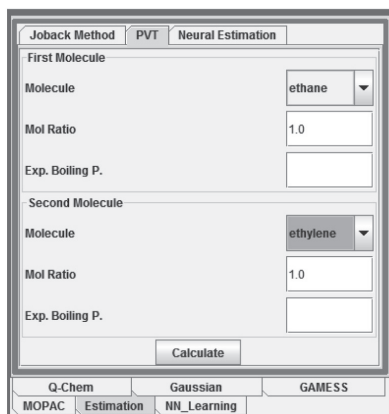 Joback Method PVT Neural Estimation
First Molecule
Molecule ethane
Mol Ratio 1.0
Exp. Boiling P.
Second Molecule
Molecule ethylene
Mol Ratio 1.0
Exp. Boiling P.
Calculate
Q-Chem Gaussian GAMESS
MOPAC Estimation NN_Learning